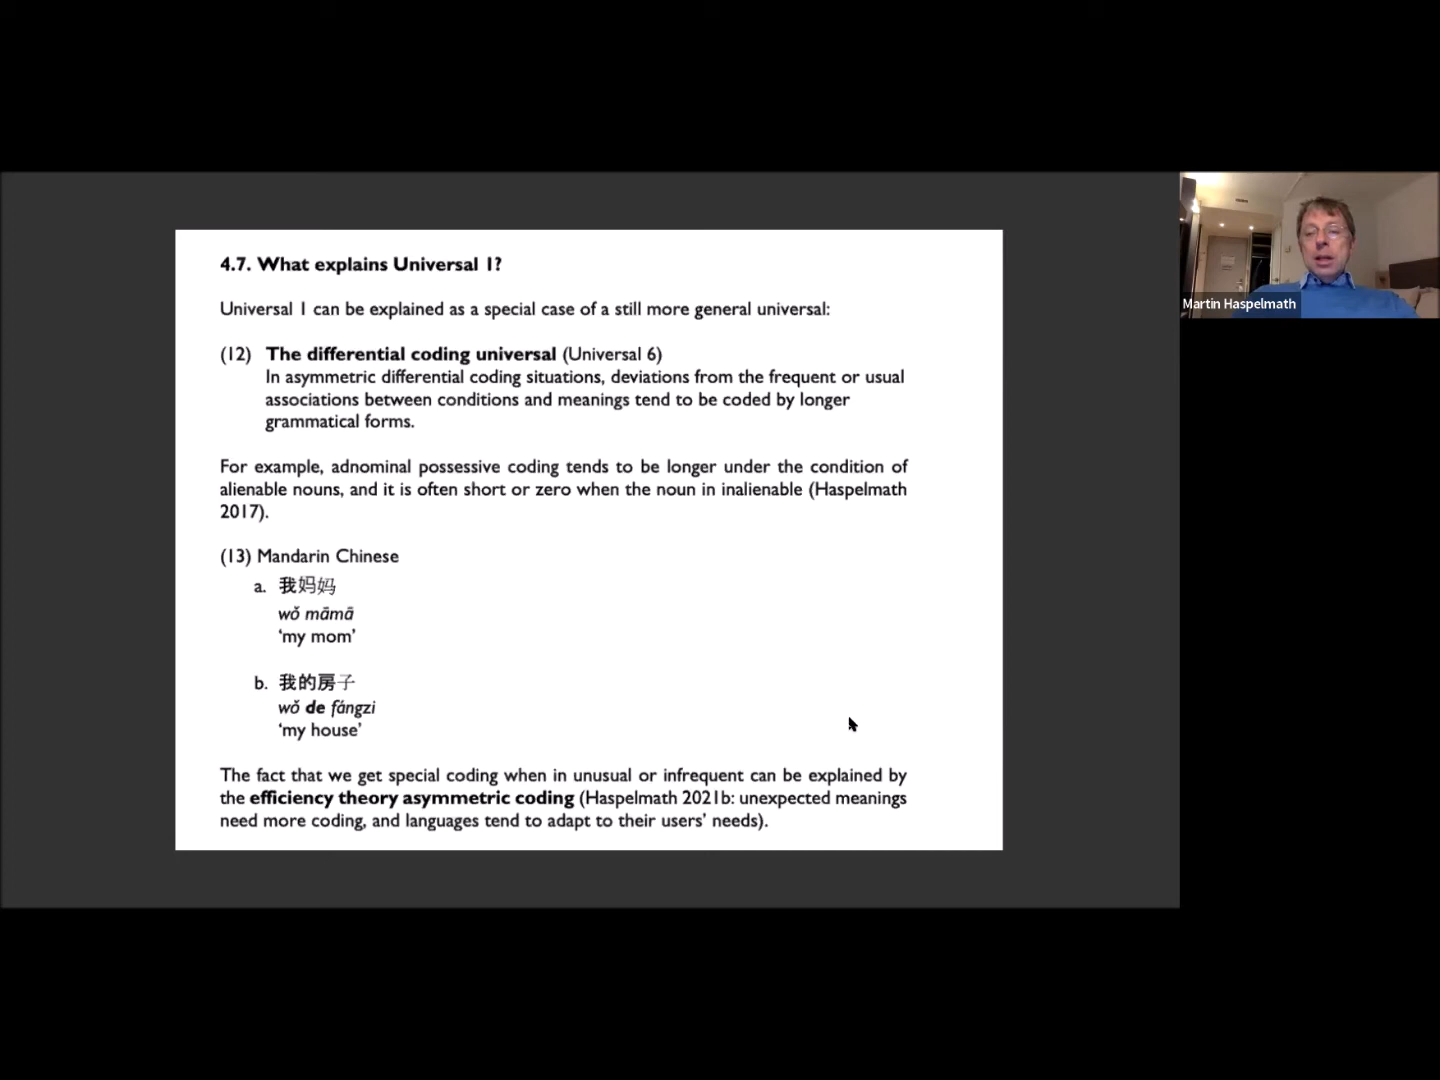 4.7. What explains Universal 1?
Universal 1 can be explained as a special case of a still more general universal:
(12) The differential coding universal (Universal 6)
In asymmetric differential coding situations, deviations from the frequent or usual
associations between conditions and meanings tend to be coded by longer
grammatical forms.
For example, adnominal possessive coding tends to be longer under the condition of
alienable nouns, and it is often short or zero when the noun in inalienable (Haspelmath
2017).
(13) Mandarin Chinese
a. 我妈妈
wǒ māmā
‘my mom’
b. 我的房子
wǒ de fángzi
‘my house’
The fact that we get special coding when in unusual or infrequent can be explained by
the efficiency theory asymmetric coding (Haspelmath 2021b: unexpected meanings
need more coding, and languages tend to adapt to their users’ needs).
Martin Haspelmath